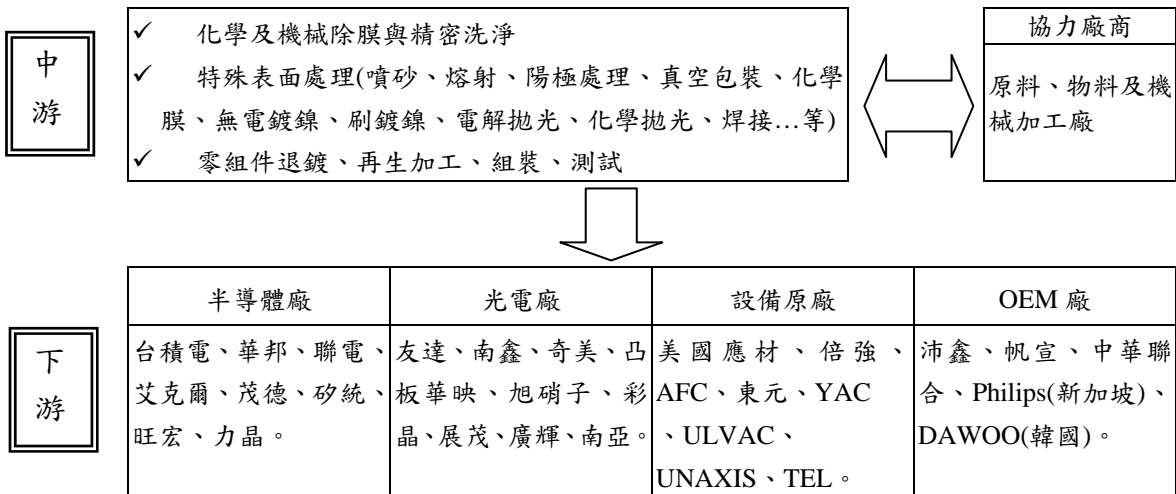 中
游
✓ 化學及機械除膜與精密洗淨
✓ 特殊表面處理(噴砂、熔射、陽極處理、真空包裝、化學
膜、無電鍍鎳、刷鍍鎳、電解拋光、化學拋光、焊接…等)
✓ 零組件退鍍、再生加工、組裝、測試
協力廠商
原料、物料及機
械加工廠
下
游
半導體廠
台積電、華邦、聯電、
艾克爾、茂德、矽統、
旺宏、力晶。
光電廠
友達、南鑫、奇美、凸
板華映、旭硝子、彩
晶、展茂、廣輝、南亞。
設備原廠
美國應材、倍強、
AFC、東元、YAC
、ULVAC、
UNAXIS、TEL。
OEM 廠
沛鑫、帆宣、中華聯
合、Philips(新加坡)、
DAWOO(韓國)。